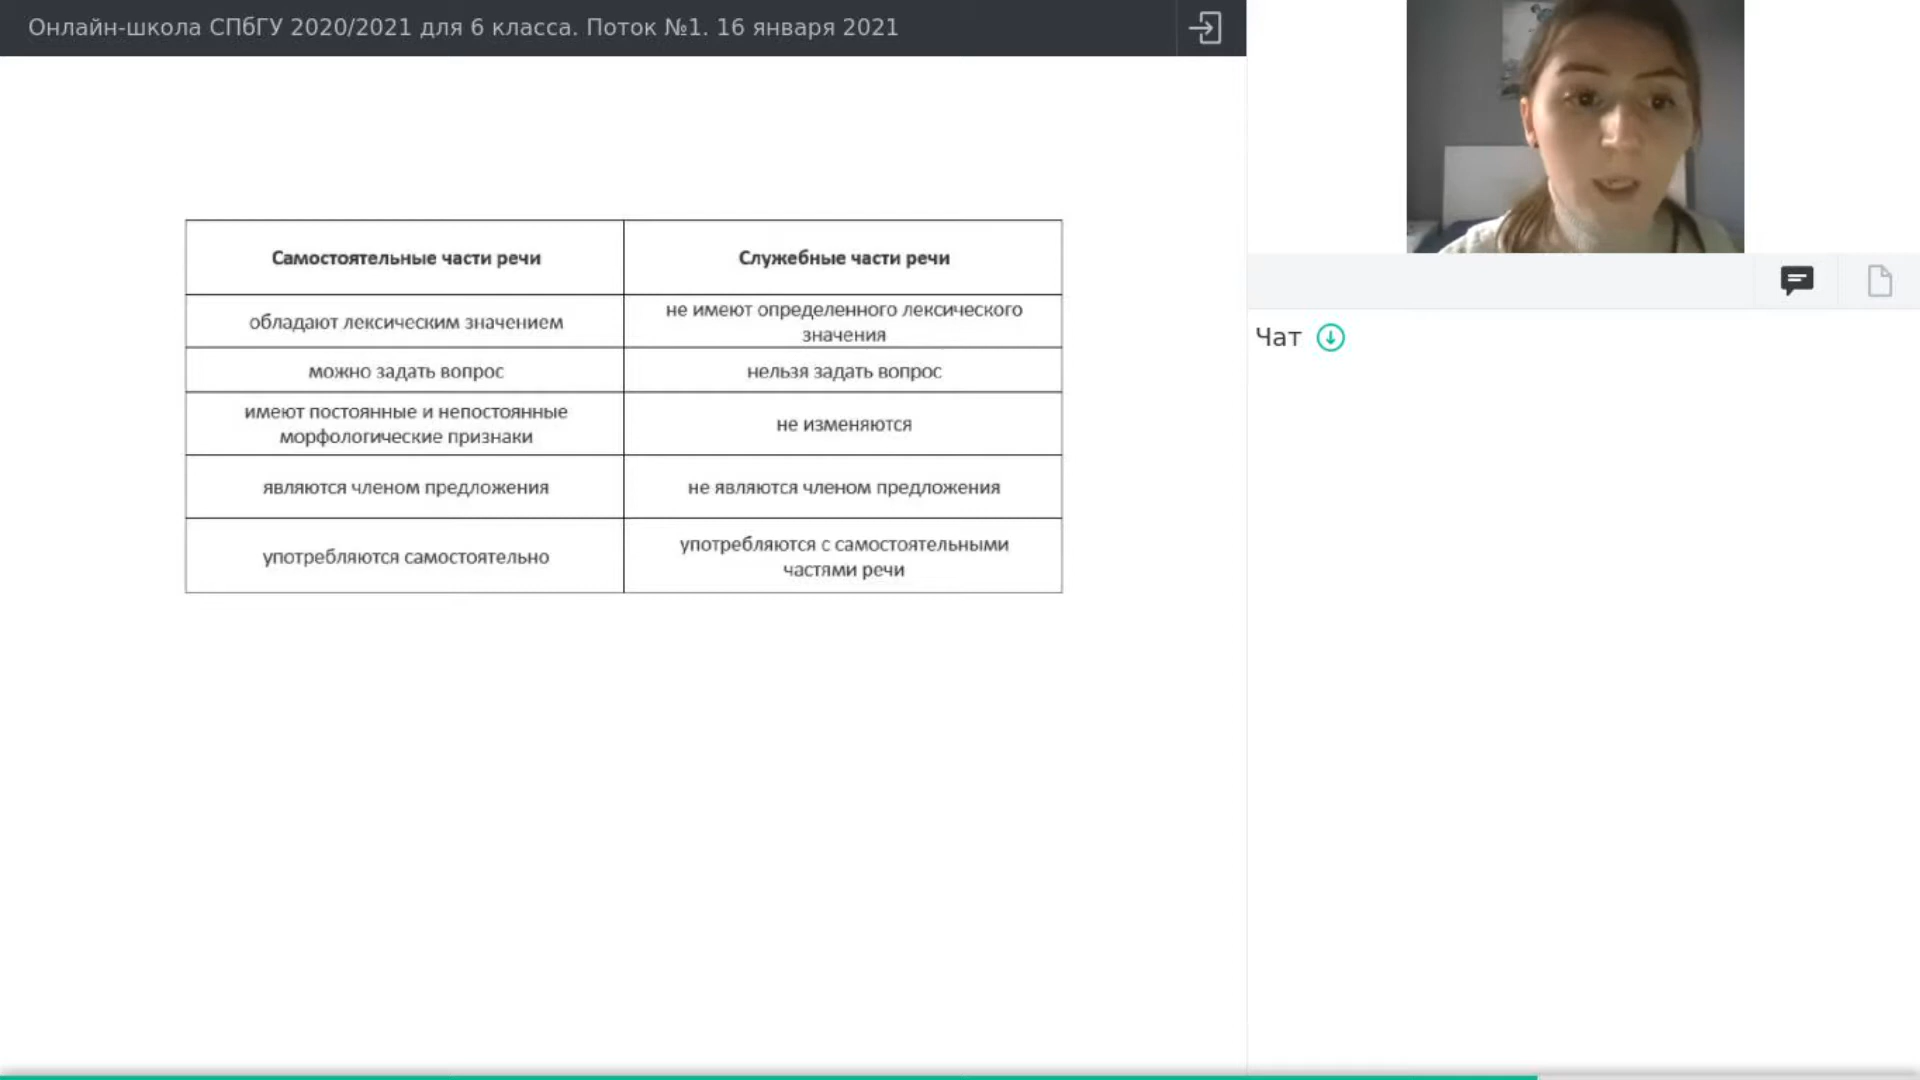 Онлайн-школа СПбГУ 2020/2021 для 6 класса. Поток №1. 16 января 2021
Самостоятельные части речи
Служебные части речи
обладают лексическим значением
не имеют определенного лексического
значения
можно задать вопрос
нельзя задать вопрос
имеют постоянные и непостоянные
морфологические признаки
не изменяются
являются членом предложения
не являются членом предложения
употребляются самостоятельно
употребляются с самостоятельными
частями речи
Чат